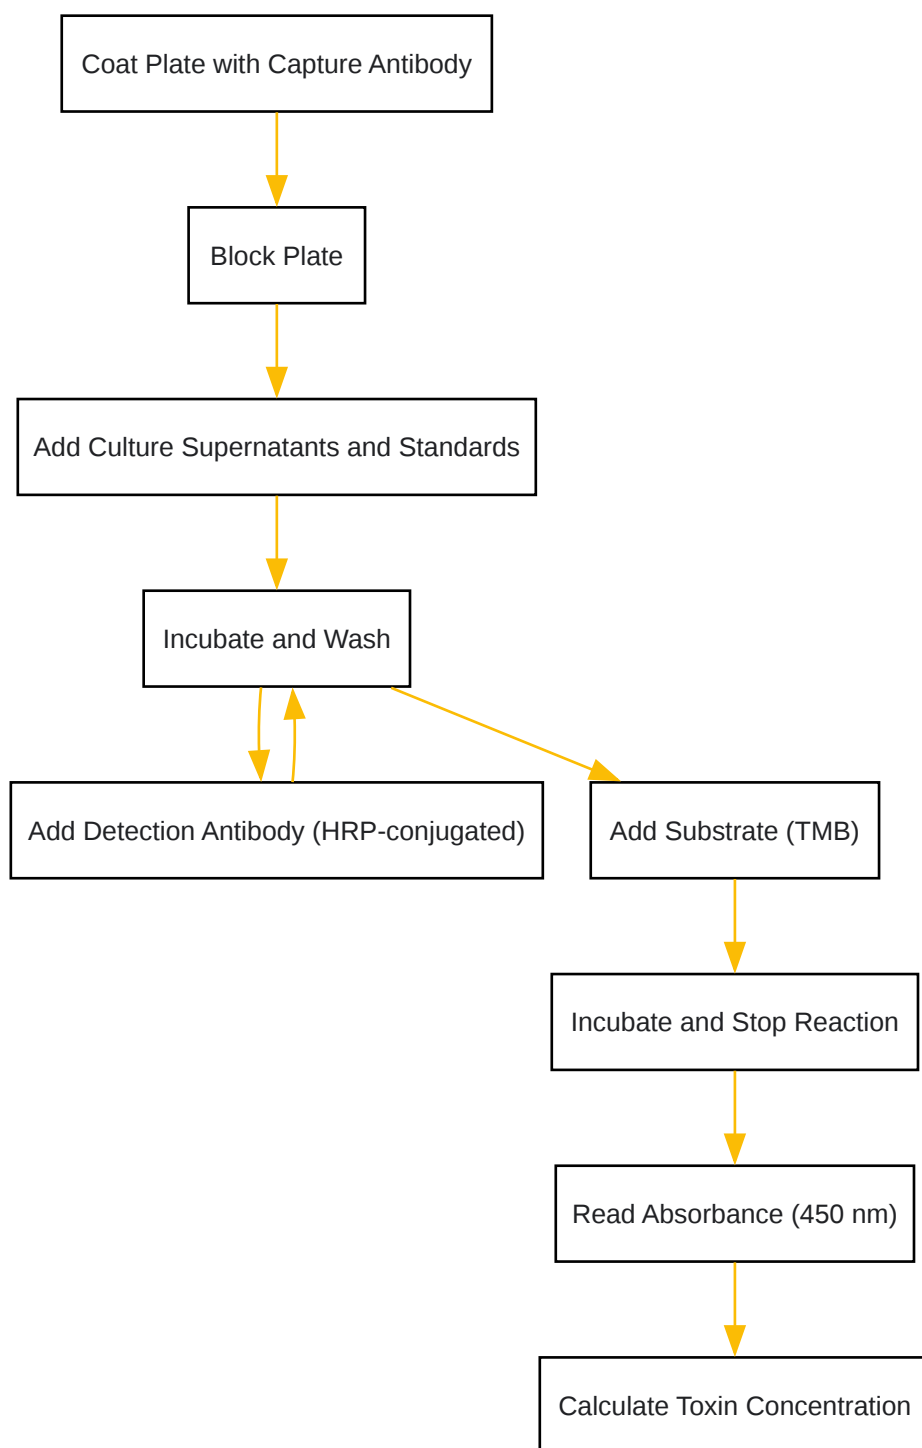 Coat Plate with Capture Antibody
Block Plate
Add Culture Supernatants and Standards
Incubate and Wash
Add Detection Antibody (HRP-conjugated)
Add Substrate (TMB)
Incubate and Stop Reaction
Read Absorbance (450 nm)
Calculate Toxin Concentration